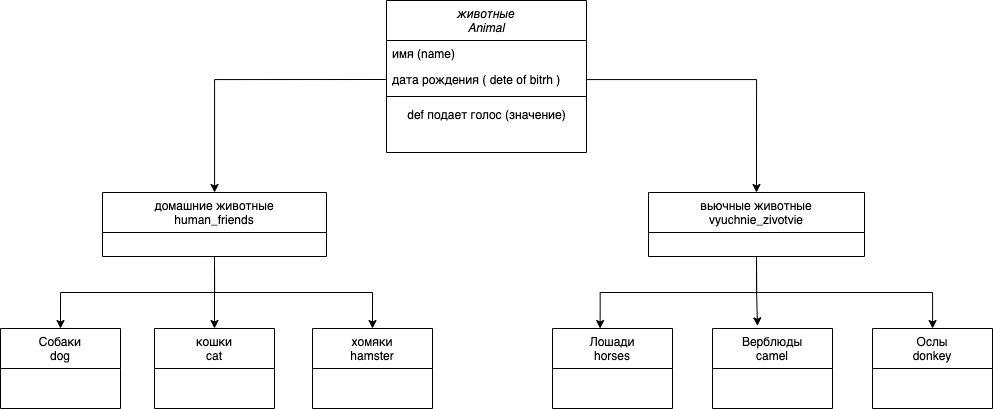 животные
Animal
имя (name)
дата рождения ( dete of bitrh )
def подает голос (значение)
домашние животные
human_friends
вьючные животные
vyuchnie_zivotvie
Собаки
dog
кошки
cat
хомяки
hamster
Лошади
horses
Верблюды
camel
Ослы
donkey